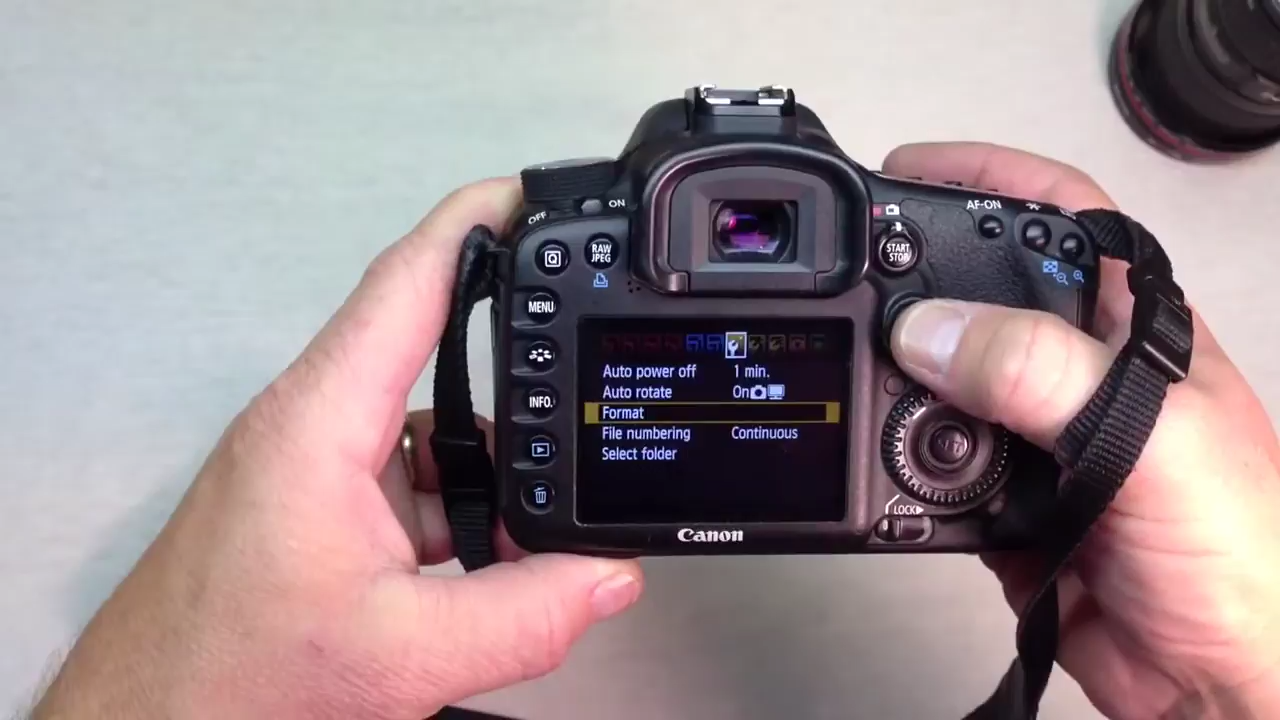 OFF
ON
AF-ON
Q
RAW
JPEG
START
STOP
MENU
INFO.
Auto power off 1 min.
Auto rotate On
Format
File numbering Continuous
Select folder
LOCK▶
Canon